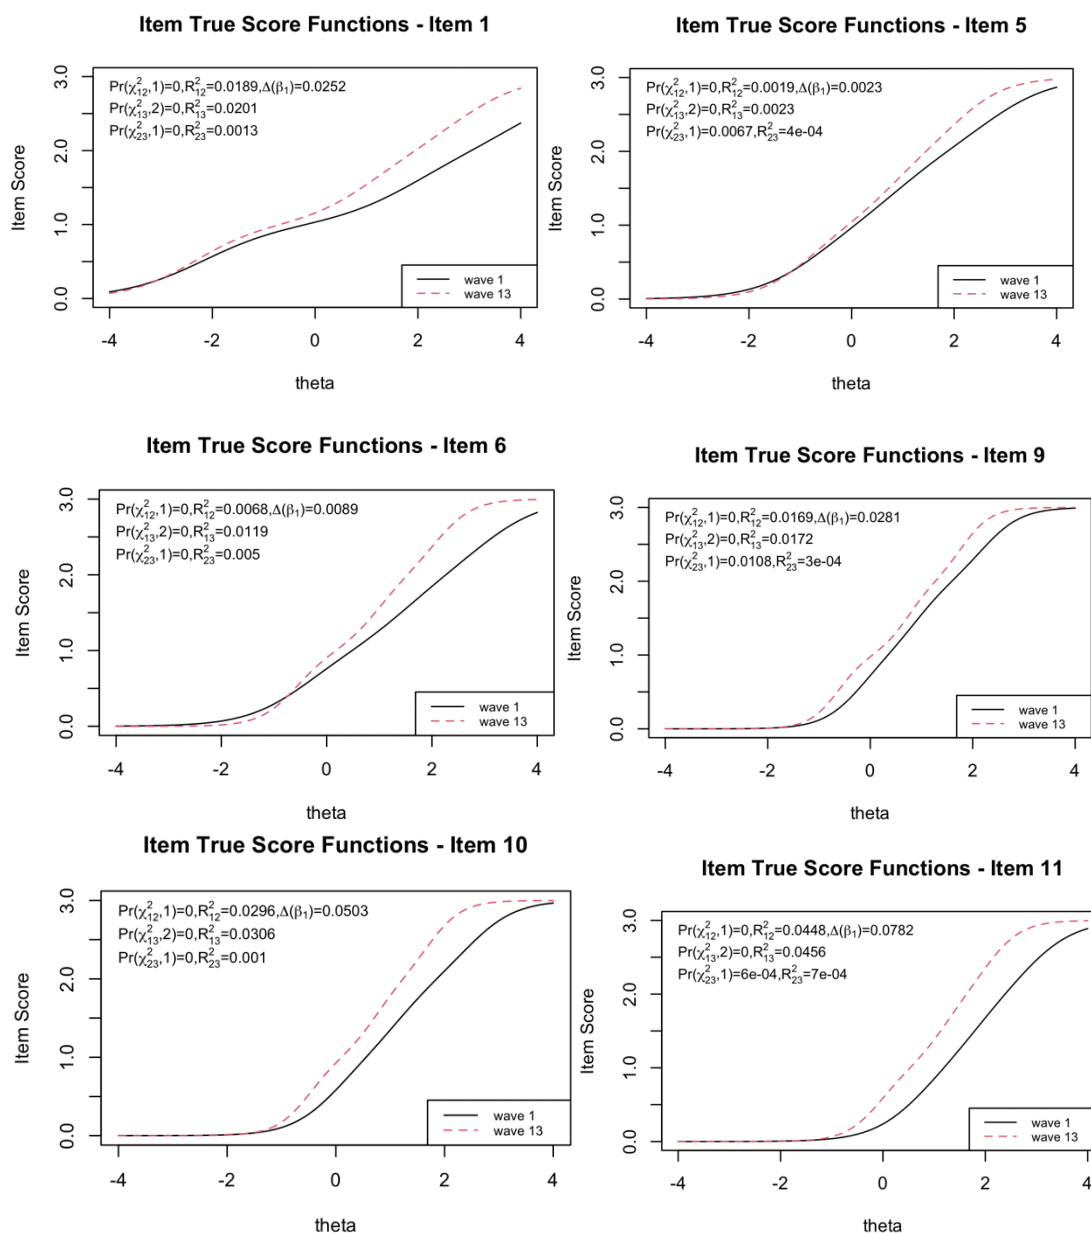 Item True Score Functions - Item 1
Pr(χ²₁₂,1)=0,R²₁₂=0.0189,Δ(β₁)=0.0252
Pr(χ²₁₃,2)=0,R²₁₃=0.0201
Pr(χ²₂₃,1)=0,R²₂₃=0.0013
Item Score
0.0 1.0 2.0 3.0
wave 1
wave 13
-4 -2 0 2 4
theta
Item True Score Functions - Item 5
Pr(χ²₁₂,1)=0,R²₁₂=0.0019,Δ(β₁)=0.0023
Pr(χ²₁₃,2)=0,R²₁₃=0.0023
Pr(χ²₂₃,1)=0.0067,R²₂₃=4e-04
Item Score
0.0 1.0 2.0 3.0
wave 1
wave 13
-4 -2 0 2 4
theta
Item True Score Functions - Item 6
Pr(χ²₁₂,1)=0,R²₁₂=0.0068,Δ(β₁)=0.0089
Pr(χ²₁₃,2)=0,R²₁₃=0.0119
Pr(χ²₂₃,1)=0,R²₂₃=0.005
Item Score
0.0 1.0 2.0 3.0
wave 1
wave 13
-4 -2 0 2 4
theta
Item True Score Functions - Item 9
Pr(χ²₁₂,1)=0,R²₁₂=0.0169,Δ(β₁)=0.0281
Pr(χ²₁₃,2)=0,R²₁₃=0.0172
Pr(χ²₂₃,1)=0.0108,R²₂₃=3e-04
Item Score
0.0 1.0 2.0 3.0
wave 1
wave 13
-4 -2 0 2 4
theta
Item True Score Functions - Item 10
Pr(χ²₁₂,1)=0,R²₁₂=0.0296,Δ(β₁)=0.0503
Pr(χ²₁₃,2)=0,R²₁₃=0.0306
Pr(χ²₂₃,1)=0,R²₂₃=0.001
Item Score
0.0 1.0 2.0 3.0
wave 1
wave 13
-4 -2 0 2 4
theta
Item True Score Functions - Item 11
Pr(χ²₁₂,1)=0,R²₁₂=0.0448,Δ(β₁)=0.0782
Pr(χ²₁₃,2)=0,R²₁₃=0.0456
Pr(χ²₂₃,1)=6e-04,R²₂₃=7e-04
Item Score
0.0 1.0 2.0 3.0
wave 1
wave 13
-4 -2 0 2 4
theta